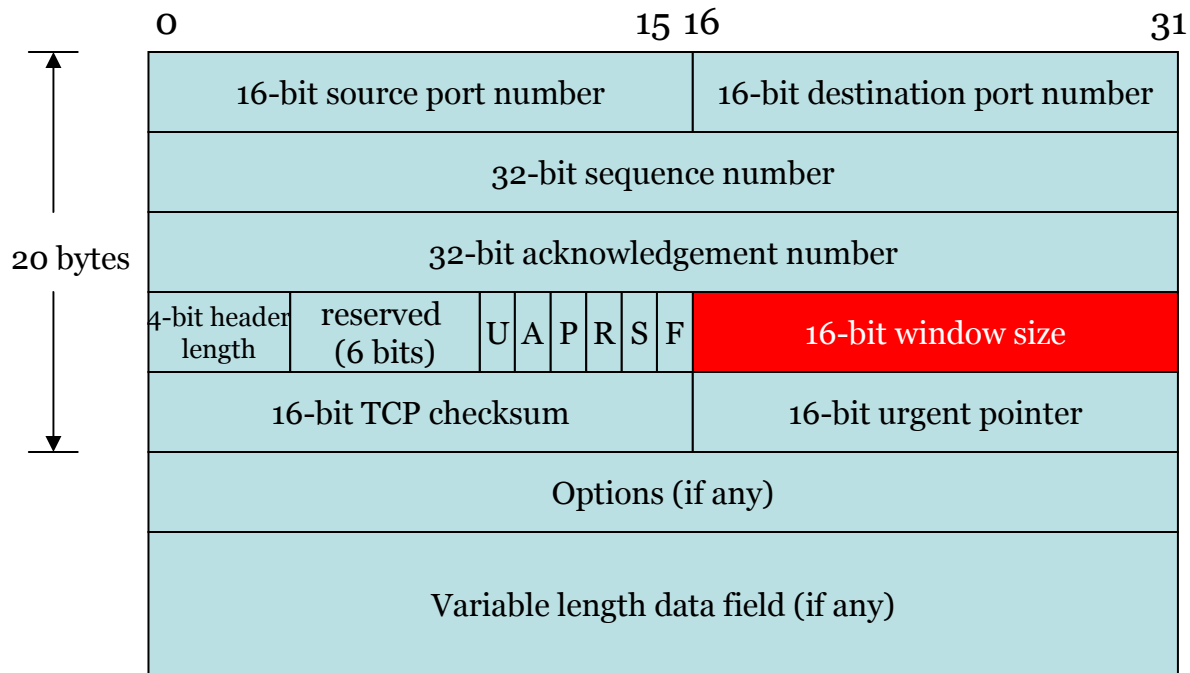 0 15 16 31
16-bit source port number 16-bit destination port number
32-bit sequence number
20 bytes
32-bit acknowledgement number
4-bit header
length
reserved
(6 bits)
U A P R S F
16-bit window size
16-bit TCP checksum 16-bit urgent pointer
Options (if any)
Variable length data field (if any)